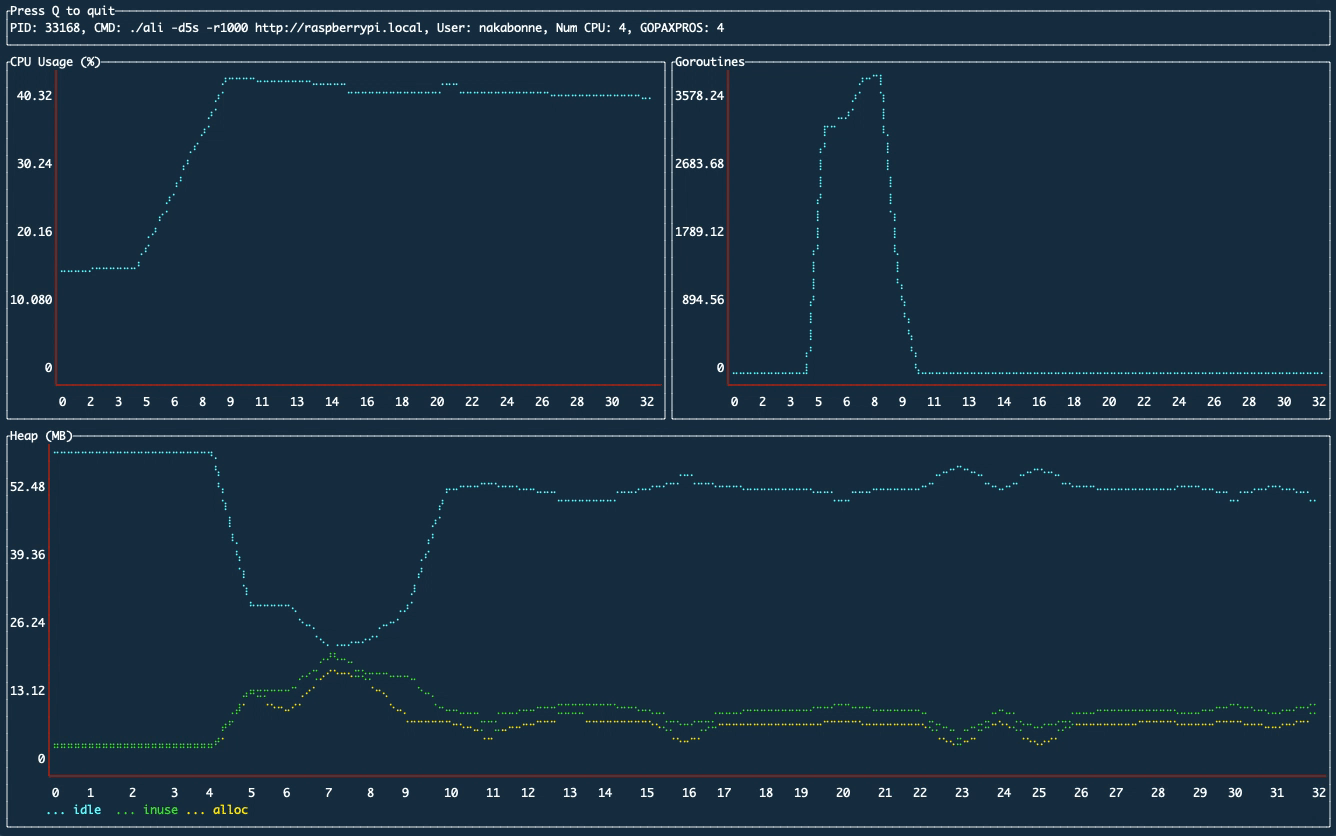 Press Q to quit
PID: 33168, CMD: ./ali -d5s -r1000 http://raspberrypi.local, User: nakabonne, Num CPU: 4, GOPAXPROS: 4
CPU Usage (%)
40.32
30.24
20.16
10.080
0
0 2 3 5 6 8 9 11 13 14 16 18 20 22 24 26 28 30 32
Goroutines
3578.24
2683.68
1789.12
894.56
0
0 2 3 5 6 8 9 11 13 14 16 18 20 22 24 26 28 30 32
Heap (MB)
52.48
39.36
26.24
13.12
0
0 1 2 3 4 5 6 7 8 9 10 11 12 13 14 15 16 17 18 19 20 21 22 23 24 25 26 27 28 29 30 31 32
... idle ... inuse ... alloc